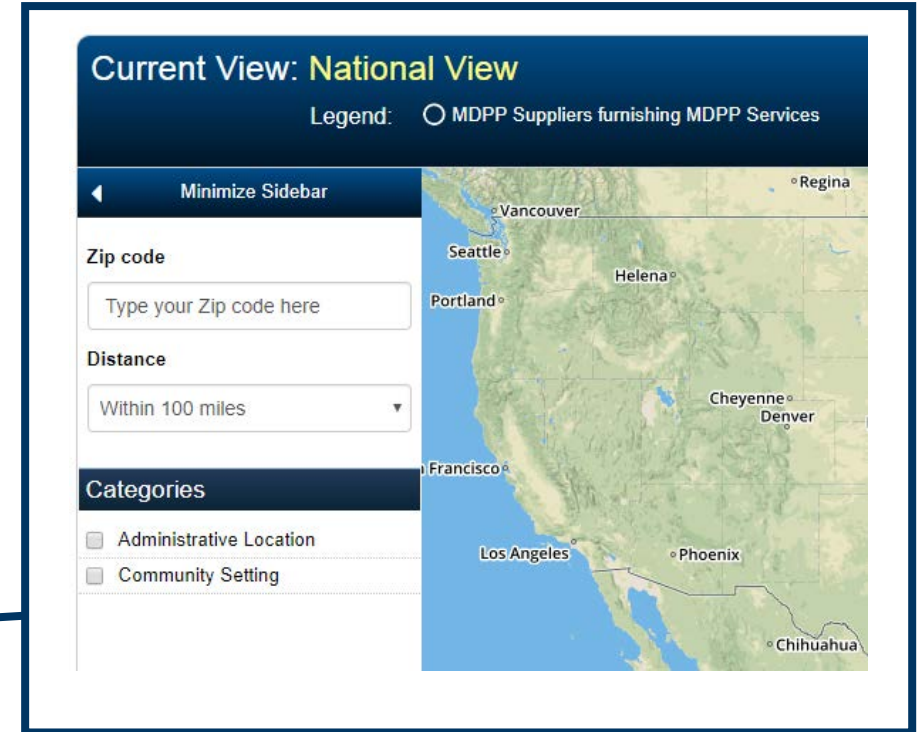 Current View: National View
Legend: MDPP Suppliers furnishing MDPP Services
Minimize Sidebar
Zip code
Type your Zip code here
Distance
Within 100 miles
Categories
Administrative Location
Community Setting
Regina
Vancouver
Seattle
Helena
Portland
Cheyenne
Denver
Francisco
Los Angeles
Phoenix
Chihuahua